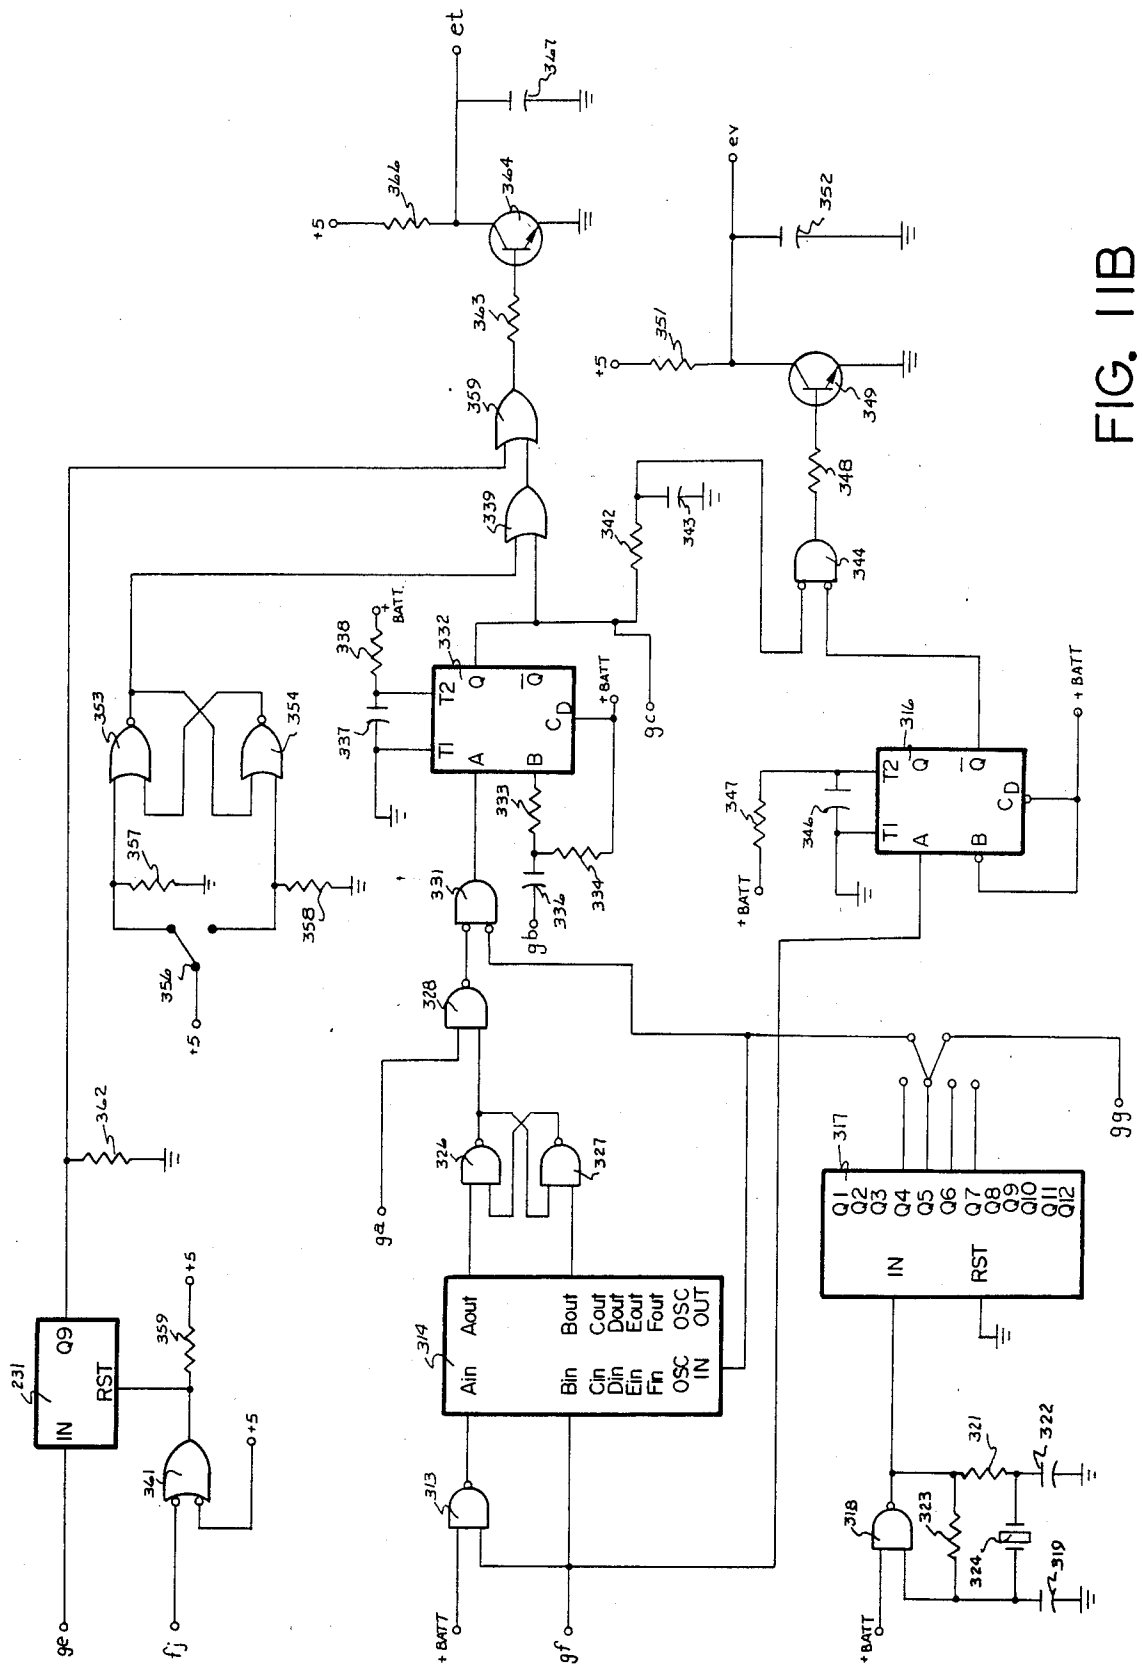 ge
IN
231
Q9
RST
fj
361
+5
359
+5
362
+5
356
357
358
353
354
359
363
+5
366
364
et
367
339
+BATT
313
gf
314
Ain
Aout
Bin
Bout
Cin
Cout
Din
Dout
Ein
Eout
Fin
Fout
OSC
IN
OSC
OUT
ga
326
327
328
331
gb
336
333
334
337
338
+
BATT.
T1
T2
332
A
Q
B
Q
CD
+BATT
gc
342
343
344
348
+5
351
349
ev
352
+BATT
318
323
321
324
319
322
IN
RST
317
Q1
Q2
Q3
Q4
Q5
Q6
Q7
Q8
Q9
Q10
Q11
Q12
gg
+BATT
347
346
T1
T2
316
A
Q
B
Q
CD
+BATT
FIG. 11B